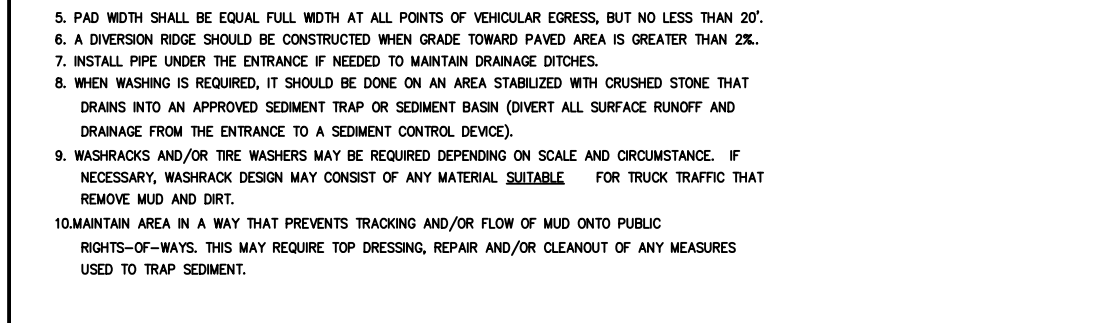 5. PAD WIDTH SHALL BE EQUAL FULL WIDTH AT ALL POINTS OF VEHICULAR EGRESS, BUT NO LESS THAN 20'.
6. A DIVERSION RIDGE SHOULD BE CONSTRUCTED WHEN GRADE TOWARD PAVED AREA IS GREATER THAN 2%..
7. INSTALL PIPE UNDER THE ENTRANCE IF NEEDED TO MAINTAIN DRAINAGE DITCHES.
8. WHEN WASHING IS REQUIRED, IT SHOULD BE DONE ON AN AREA STABILIZED WITH CRUSHED STONE THAT
DRAINS INTO AN APPROVED SEDIMENT TRAP OR SEDIMENT BASIN (DIVERT ALL SURFACE RUNOFF AND
DRAINAGE FROM THE ENTRANCE TO A SEDIMENT CONTROL DEVICE).
9. WASHRACKS AND/OR TIRE WASHERS MAY BE REQUIRED DEPENDING ON SCALE AND CIRCUMSTANCE. IF
NECESSARY, WASHRACK DESIGN MAY CONSIST OF ANY MATERIAL SUITABLE FOR TRUCK TRAFFIC THAT
REMOVE MUD AND DIRT.
10.MAINTAIN AREA IN A WAY THAT PREVENTS TRACKING AND/OR FLOW OF MUD ONTO PUBLIC
RIGHTS-OF-WAYS. THIS MAY REQUIRE TOP DRESSING, REPAIR AND/OR CLEANOUT OF ANY MEASURES
USED TO TRAP SEDIMENT.